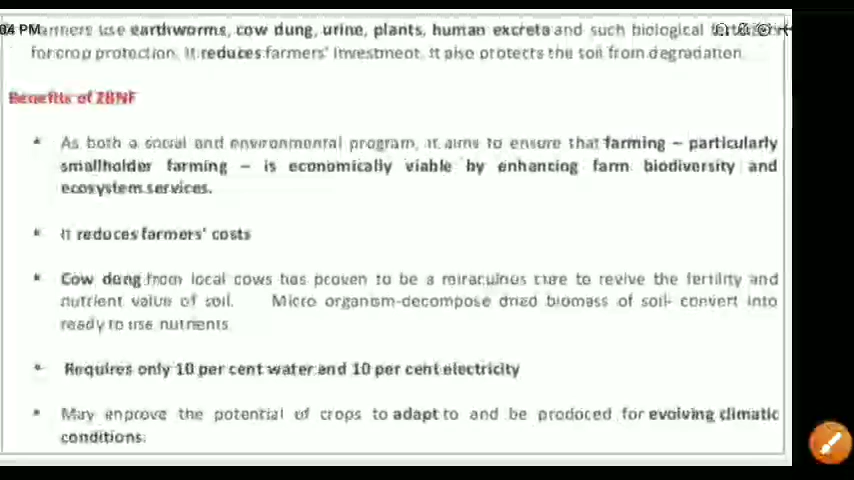 04 PM
Farmers use earthworms, cow dung, urine, plants, human excreta and such biological
for crop protection. It reduces farmers' investment. It also protects the soil from degradation.
Benefits of ZBNF
• As both a social and environmental program, it aims to ensure that farming – particularly
smallholder farming – is economically viable by enhancing farm biodiversity and
ecosystem services.
• It reduces farmers' costs
• Cow dung from local cows has proven to be a miraculous cure to revive the fertility and
nutrient value of soil. Micro organism-decompose dried biomass of soil- convert into
ready to use nutrients
• Requires only 10 per cent water and 10 per cent electricity
• May enprove the potential of crops to adapt to and be produced for evolving climatic
conditions.